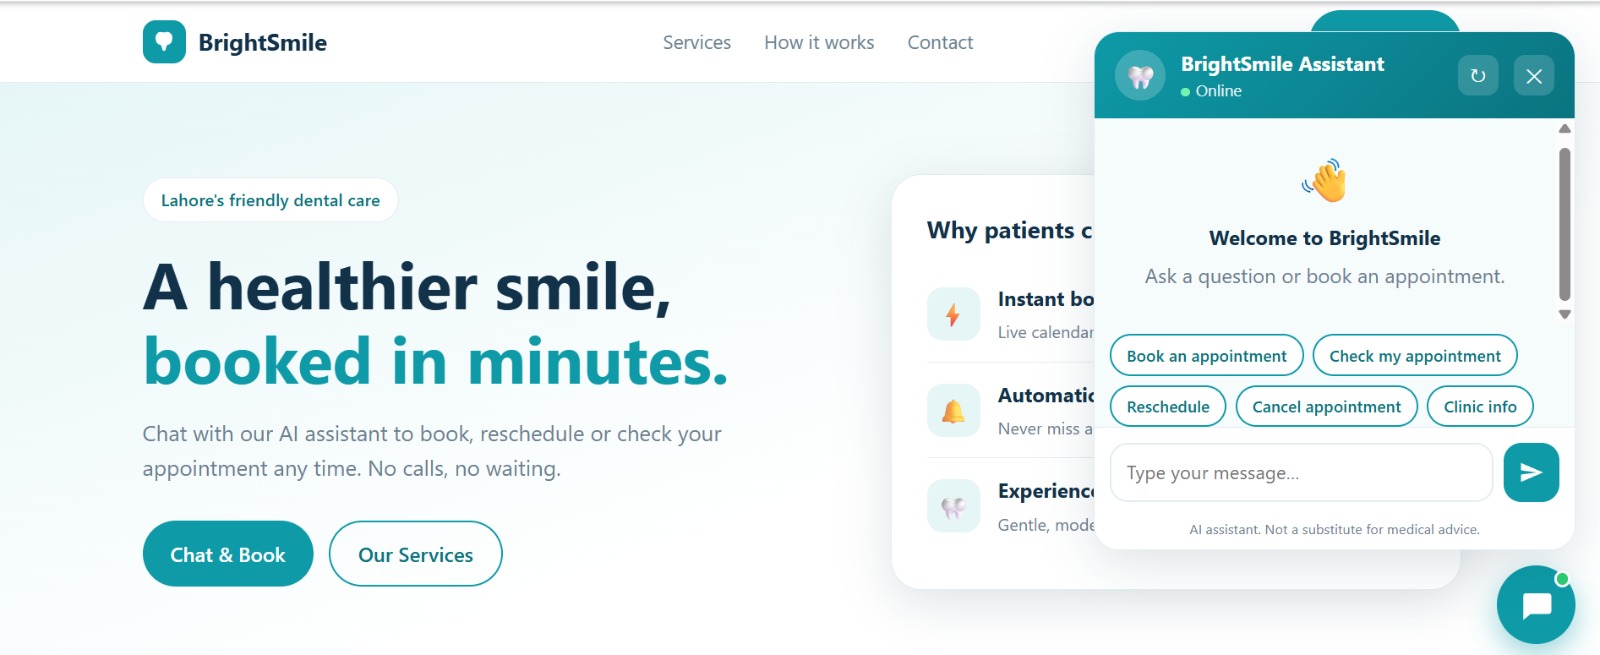 BrightSmile
Services
How it works
Contact
Lahore's friendly dental care
A healthier smile,
booked in minutes.
Chat with our AI assistant to book, reschedule or check your
appointment any time. No calls, no waiting.
Chat & Book
Our Services
Why patients
Instant
Live calendar
Never miss a
Gentle,
BrightSmile Assistant
Online
Welcome to BrightSmile
Ask a question or book an appointment.
Book an appointment
Check my appointment
Reschedule
Cancel appointment
Clinic info
Type your message...
AI assistant. Not a substitute for medical advice.